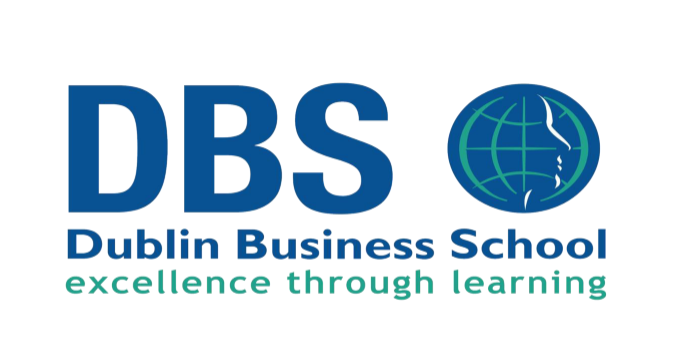 DBS
Dublin Business School
excellence through learning